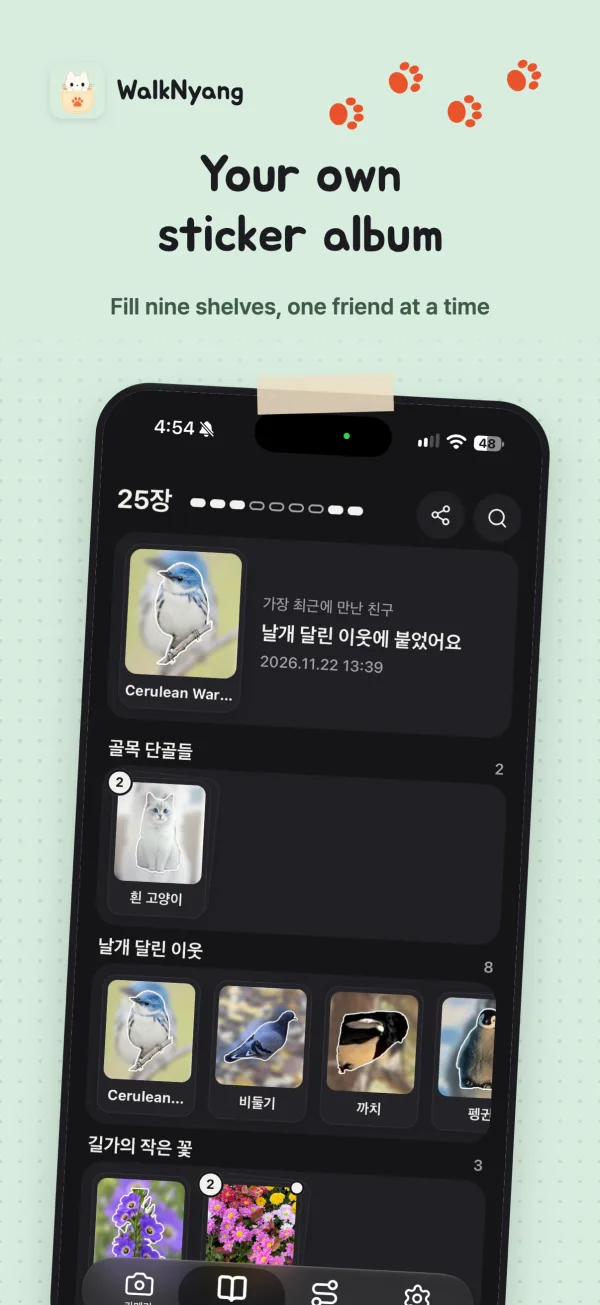 WalkNyang
Your own
sticker album
Fill nine shelves, one friend at a time
4:54
48
25장
가장 최근에 만난 친구
날개 달린 이웃에 붙었어요
2026.11.22 13:39
Cerulean War...
골목 단골들
2
2
흰 고양이
날개 달린 이웃
8
Cerulean...
비둘기
까치
길가의 작은 꽃
3
2